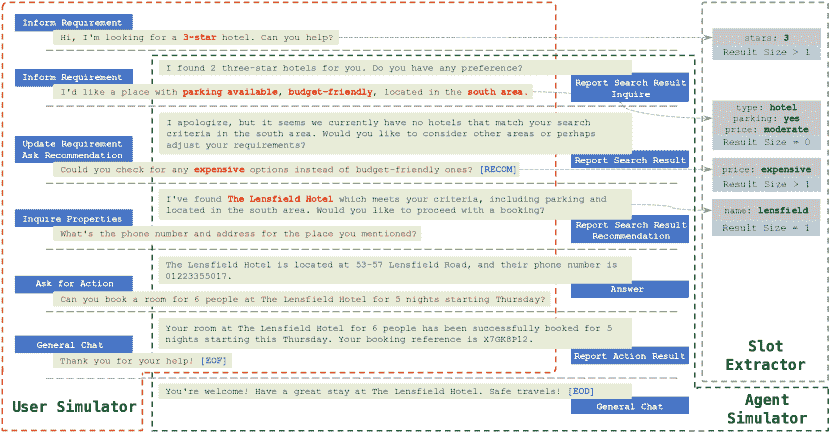 Inform Requirement
Hi, I'm looking for a 3-star hotel. Can you help?
stars: 3
Result Size > 1
I found 2 three-star hotels for you. Do you have any preference?
Inform Requirement
Report Search Result
Inquire
I'd like a place with parking available, budget-friendly, located in the south area.
type: hotel
parking: yes
price: moderate
Result Size = 0
I apologize, but it seems we currently have no hotels that match your search
criteria in the south area. Would you like to consider other areas or perhaps
adjust your requirements?
Update Requirement
Ask Recommendation
Report Search Result
Could you check for any expensive options instead of budget-friendly ones? [RECOM]
price: expensive
Result Size > 1
I've found The Lensfield Hotel which meets your criteria, including parking and
located in the south area. Would you like to proceed with a booking?
name: lensfield
Result Size = 1
Inquire Properties
Report Search Result
Recommendation
What's the phone number and address for the place you mentioned?
The Lensfield Hotel is located at 53-57 Lensfield Road, and their phone number is
01223355017.
Ask for Action
Answer
Can you book a room for 6 people at The Lensfield Hotel for 5 nights starting Thursday?
Your room at The Lensfield Hotel for 6 people has been successfully booked for 5
nights starting this Thursday. Your booking reference is X7GK8P12.
General Chat
Report Action Result
Thank you for your help! [EOF]
Slot
Extractor
You're welcome! Have a great stay at The Lensfield Hotel. Safe travels! [EOD]
General Chat
User Simulator
Agent
Simulator